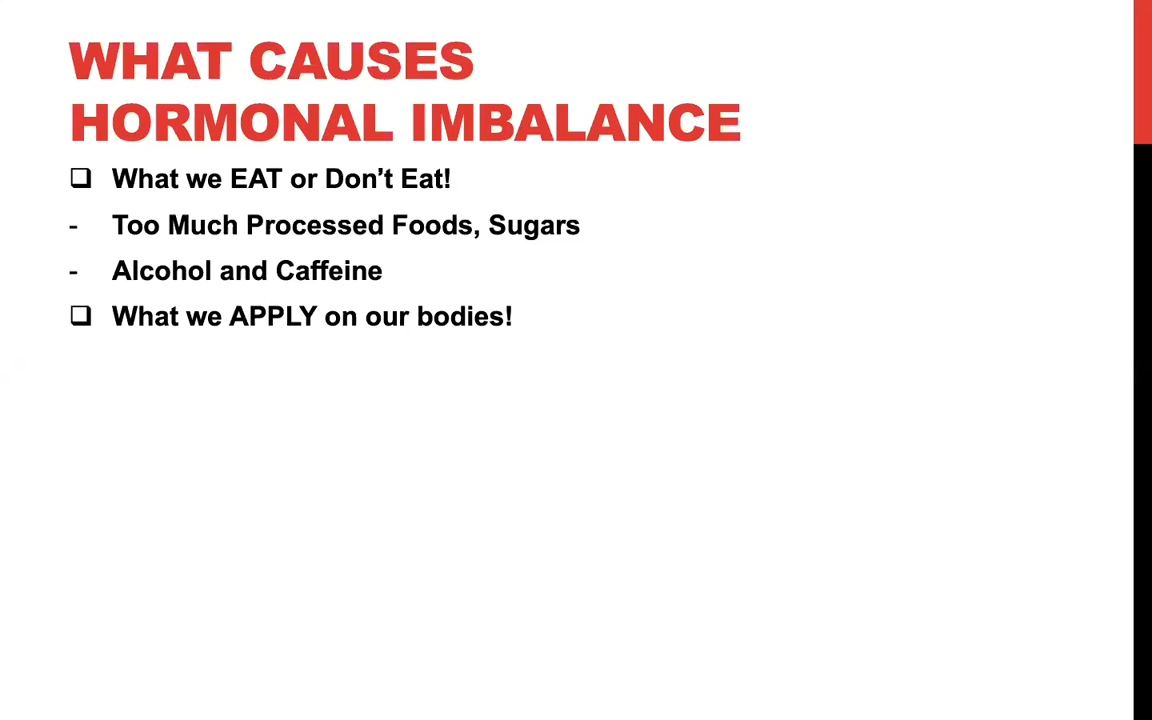 WHAT CAUSES
HORMONAL IMBALANCE
❑ What we EAT or Don’t Eat!
- Too Much Processed Foods, Sugars
- Alcohol and Caffeine
❑ What we APPLY on our bodies!